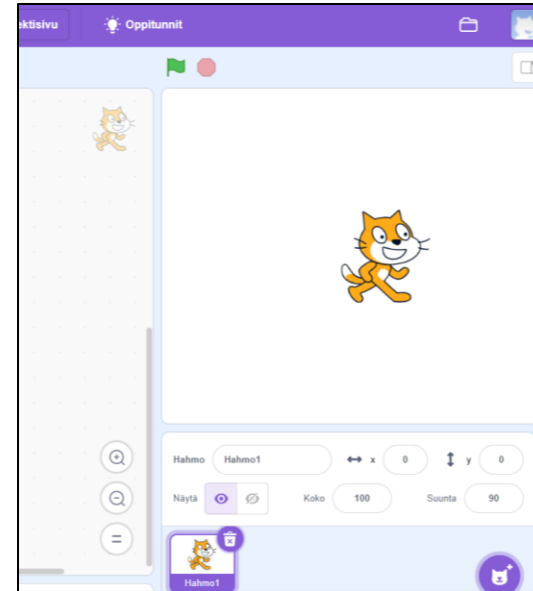 ektisivu Oppitunnit
Hahmo Hahmo1 x 0 y 0
Näytä Koko 100 Suunta 90
Hahmo1